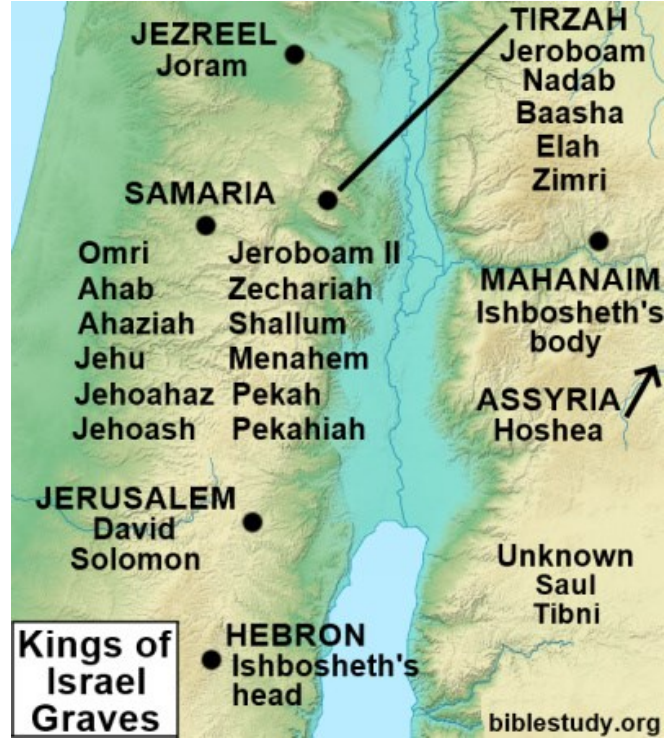 JEZREEL
Joram
TIRZAH
Jeroboam
Nadab
Baasha
Elah
Zimri
SAMARIA
Omri
Ahab
Ahaziah
Jehu
Jehoahaz
Jehoash
Jeroboam II
Zechariah
Shallum
Menahem
Pekah
Pekahiah
MAHANAIM
Ishbosheth's
body
ASSYRIA
Hoshea
JERUSALEM
David
Solomon
Unknown
Saul
Tibni
HEBRON
Ishbosheth's
head
Kings of
Israel
Graves
biblestudy.org